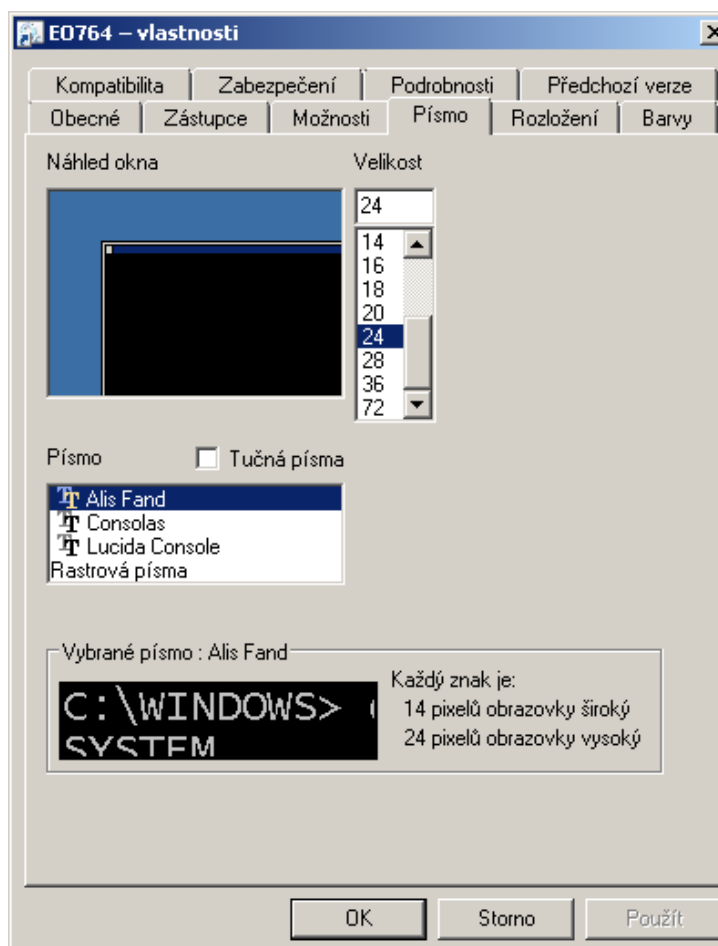 EO764 – vlastnosti
Kompatibilita Zabezpečení Podrobnosti Předchozí verze
Obecné Zástupce Možnosti Písmo Rozložení Barvy
Náhled okna Velikost
24
14
16
18
20
24
28
36
72
Písmo Tučná písma
Alis Fand
Consolas
Lucida Console
Rastrová písma
Vybrané písmo : Alis Fand
C:\WINDOWS>
SYSTEM
Každý znak je:
14 pixelů obrazovky široký
24 pixelů obrazovky vysoký
OK Storno Použít